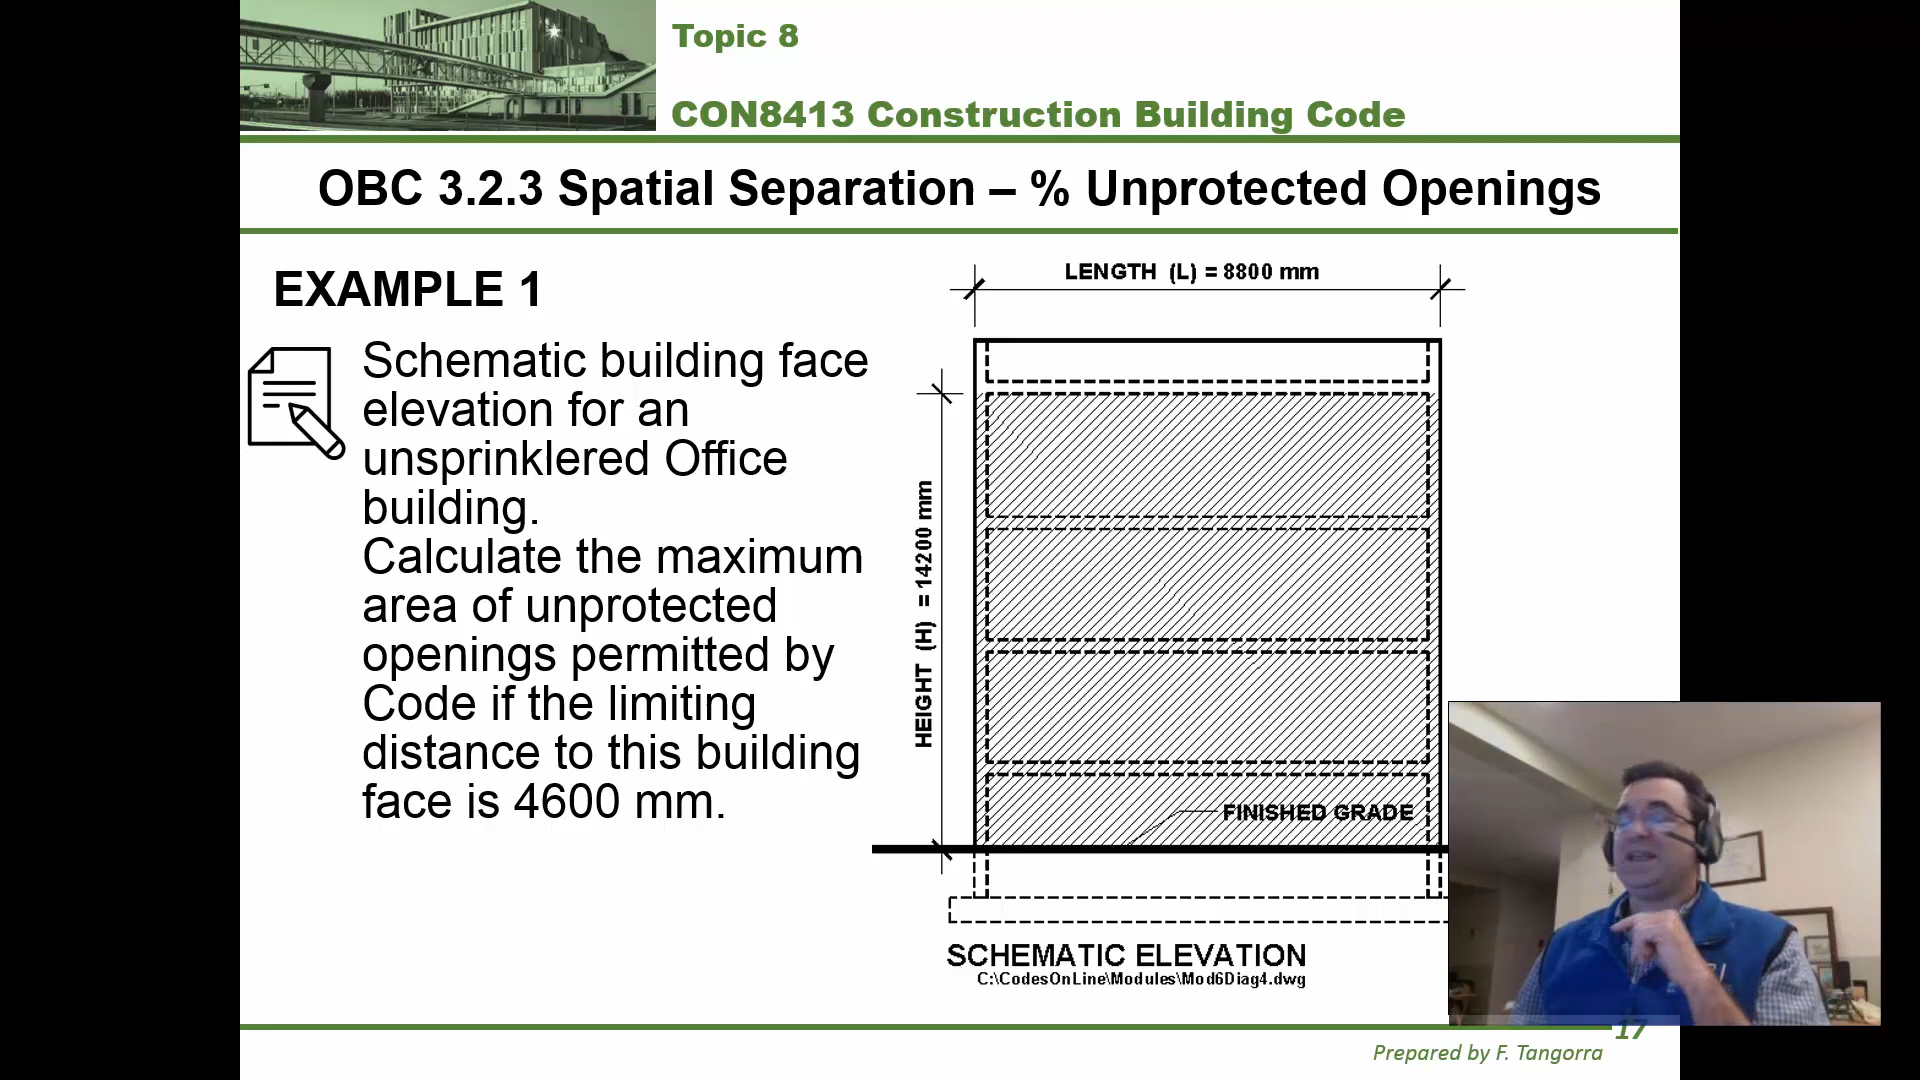 Topic 8
CON8413 Construction Building Code
OBC 3.2.3 Spatial Separation – % Unprotected Openings
EXAMPLE 1
Schematic building face
elevation for an
unsprinklered Office
building.
Calculate the maximum
area of unprotected
openings permitted by
Code if the limiting
distance to this building
face is 4600 mm.
LENGTH (L) = 8800 mm
HEIGHT (H) = 14200 mm
FINISHED GRADE
SCHEMATIC ELEVATION
C:\CodesOnLine\Modules\Mod6Diag4.dwg
17
Prepared by F. Tangorra